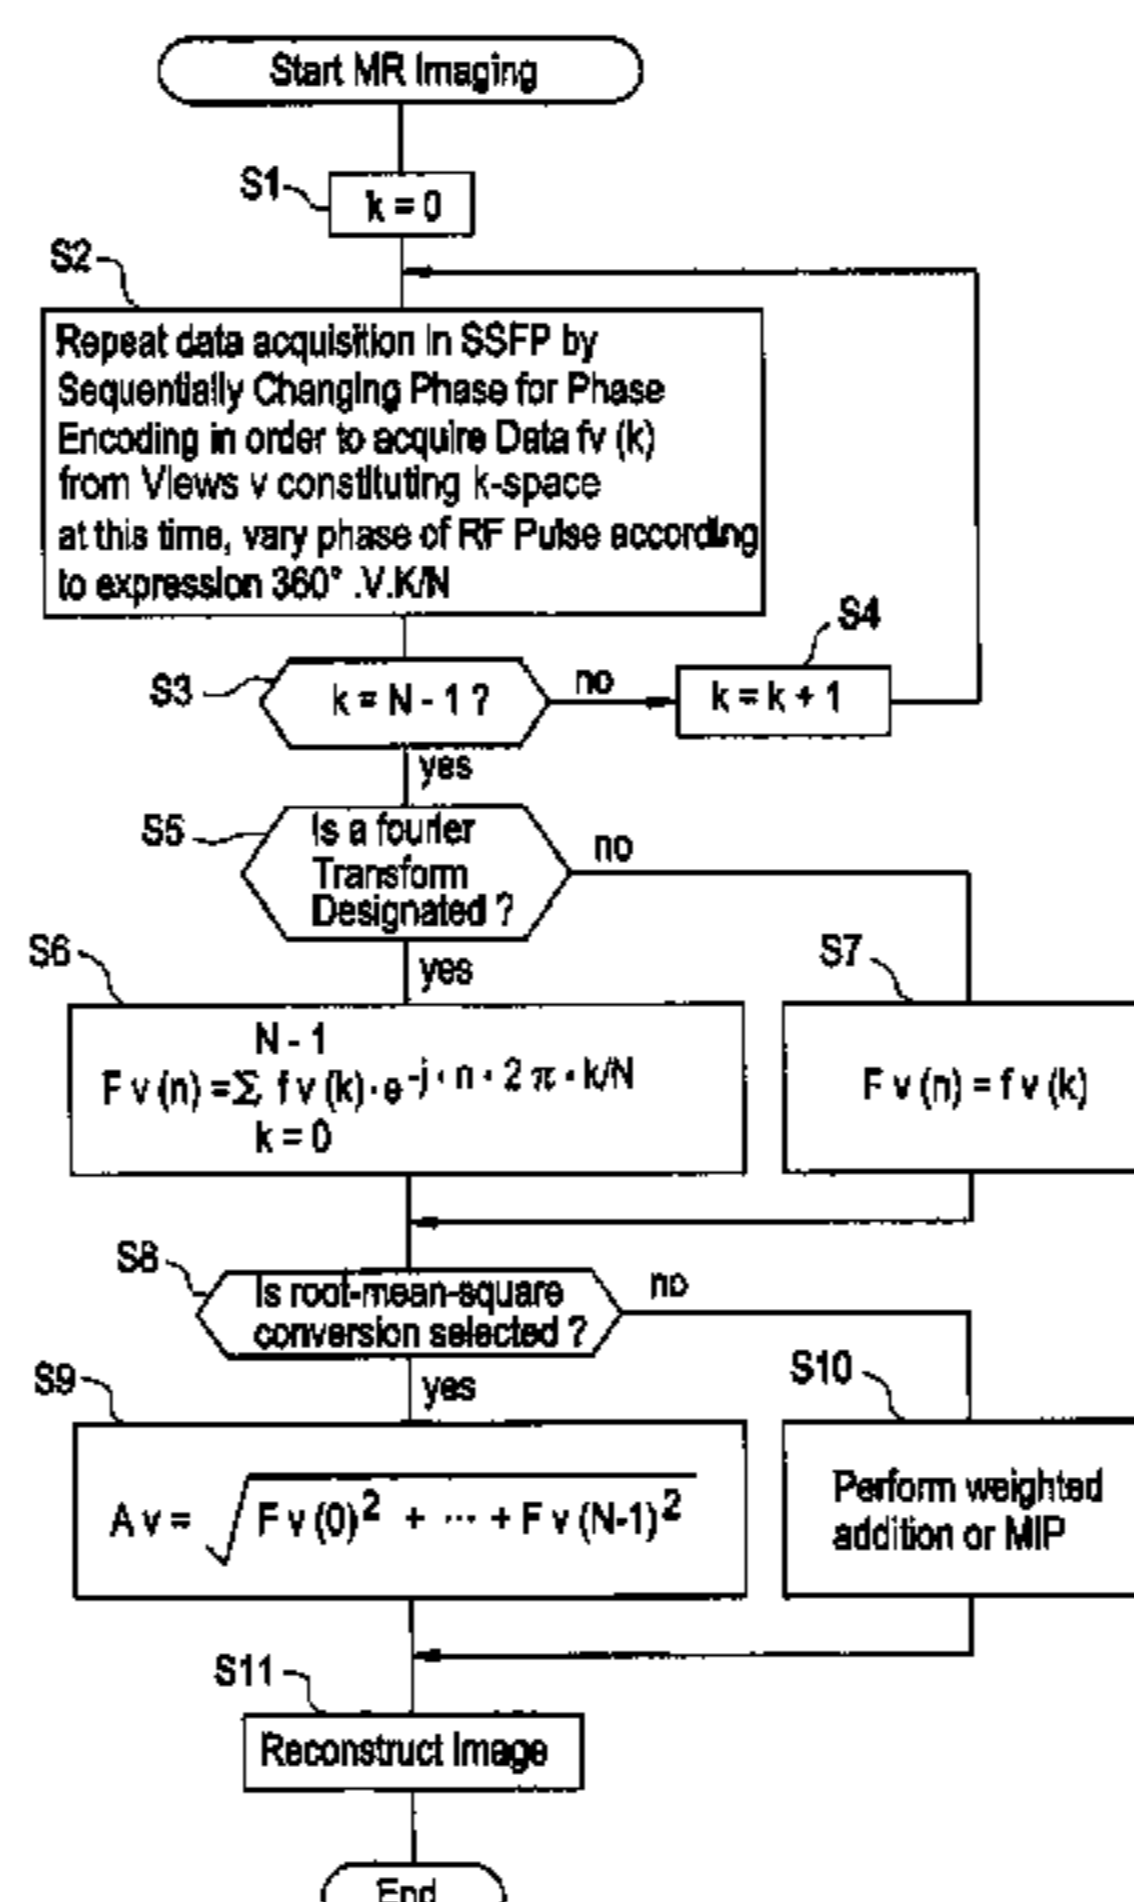 Start MR Imaging
S1
k = 0
S2
Repeat data acquisition in SSFP by
Sequentially Changing Phase for Phase
Encoding in order to acquire Data fv (k)
from Views v constituting k-space
at this time, vary phase of RF Pulse according
to expression 360° .V.K/N
S3
k = N - 1 ?
no
S4
k = k + 1
yes
S5
Is a fourier
Transform
Designated ?
no
yes
S6
N - 1
F v (n) = Σ f v (k) · e -j · n · 2 π · k/N
k = 0
S7
F v (n) = f v (k)
S8
Is root-mean-square
conversion selected ?
no
yes
S9
A v = √ F v (0)² + ··· + F v (N-1)²
S10
Perform weighted
addition or MIP
S11
Reconstruct Image
End